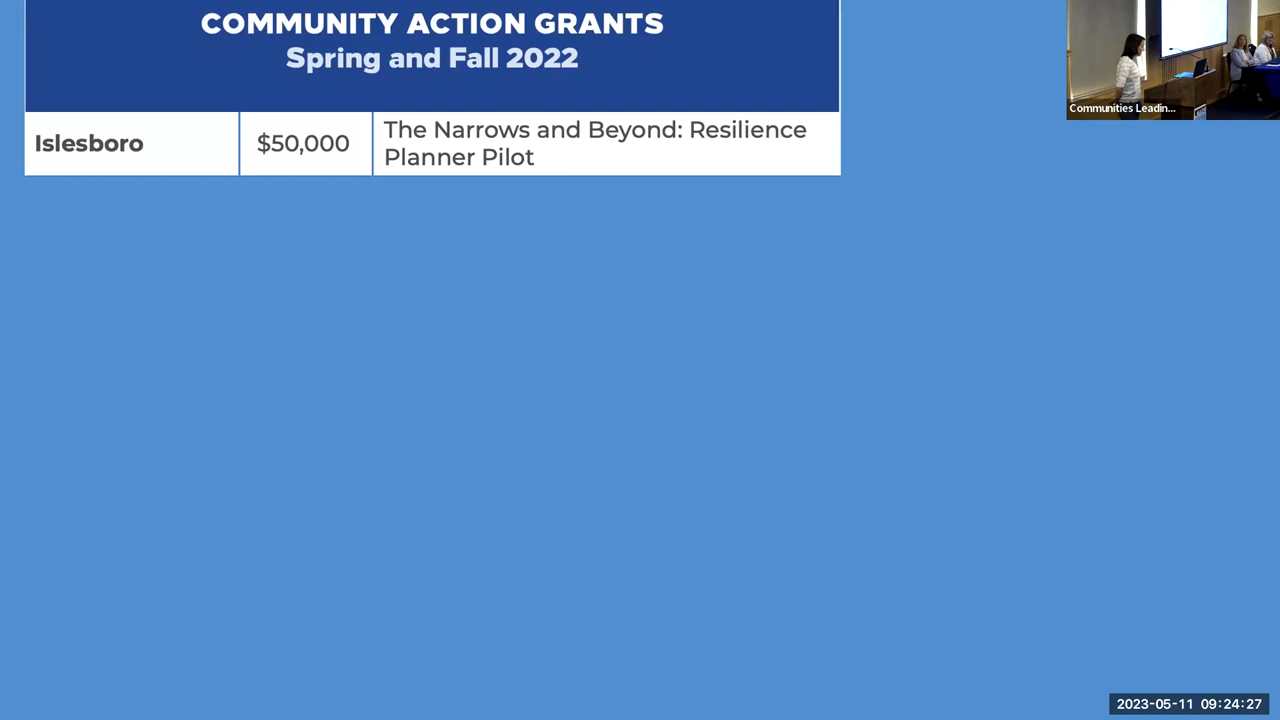 COMMUNITY ACTION GRANTS
Spring and Fall 2022
Islesboro
$50,000
The Narrows and Beyond: Resilience
Planner Pilot
Communities Leadin...
2023-05-11 09:24:27